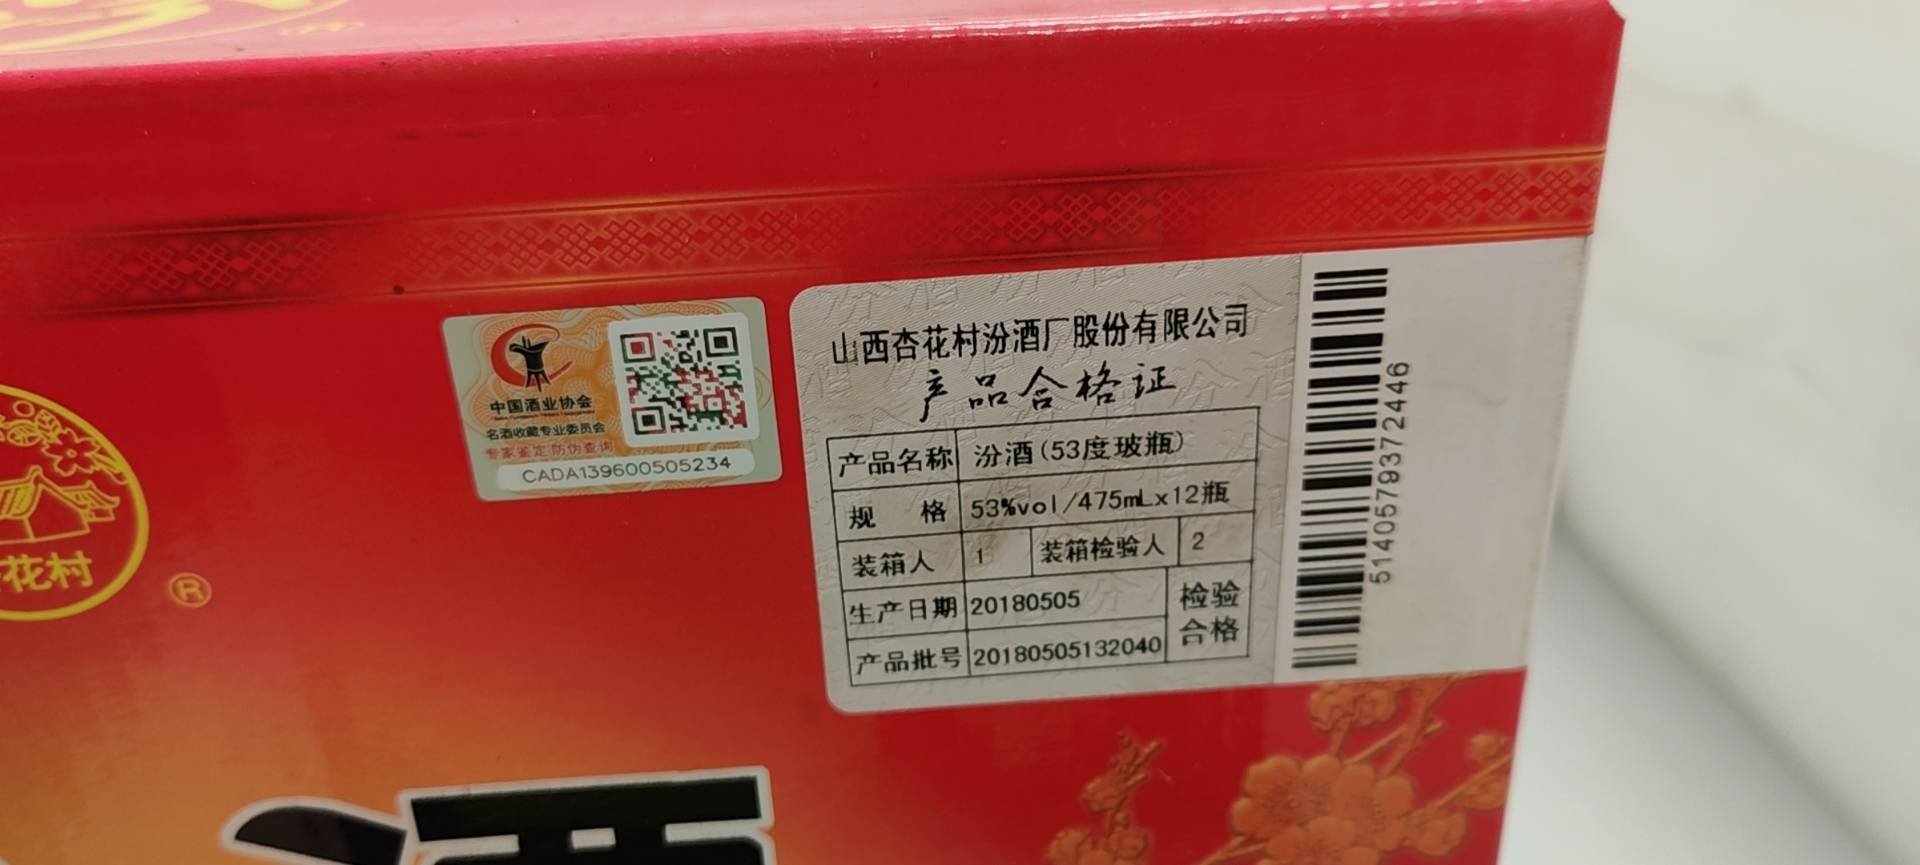 中国酒业协会
名酒收藏专业委员会
专家鉴定 防伪查询
CADA139600505234
山西杏花村汾酒厂股份有限公司
产品合格证
产品名称 汾酒(53度玻瓶)
规 格 53%vol/475mLx12瓶
装箱人 1 装箱检验人 2
生产日期 20180505 检验
产品批号 20180505132040 合格
51405793724​46
花村
®
酒